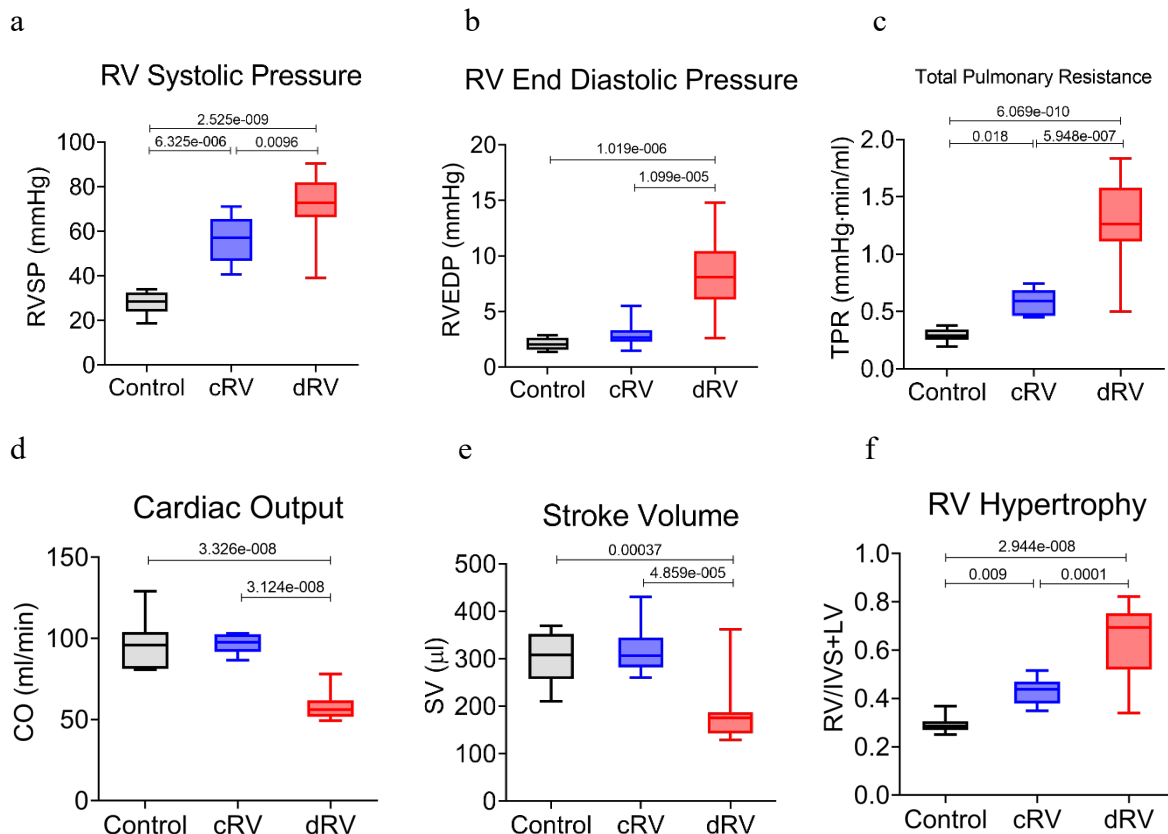 a
RV Systolic Pressure
2.525e-009
6.325e-006 0.0096
RVSP (mmHg)
100
80
60
40
20
0
Control cRV dRV
b
RV End Diastolic Pressure
1.019e-006
1.099e-005
RVEDP (mmHg)
20
15
10
5
0
Control cRV dRV
c
Total Pulmonary Resistance
6.069e-010
0.018 5.948e-007
TPR (mmHg·min/ml)
2.0
1.5
1.0
0.5
0.0
Control cRV dRV
d
Cardiac Output
3.326e-008
3.124e-008
CO (ml/min)
150
100
50
0
Control cRV dRV
e
Stroke Volume
0.00037
4.859e-005
SV (µl)
500
400
300
200
100
0
Control cRV dRV
f
RV Hypertrophy
2.944e-008
0.009 0.0001
RV/IVS+LV
1.0
0.8
0.6
0.4
0.2
0.0
Control cRV dRV